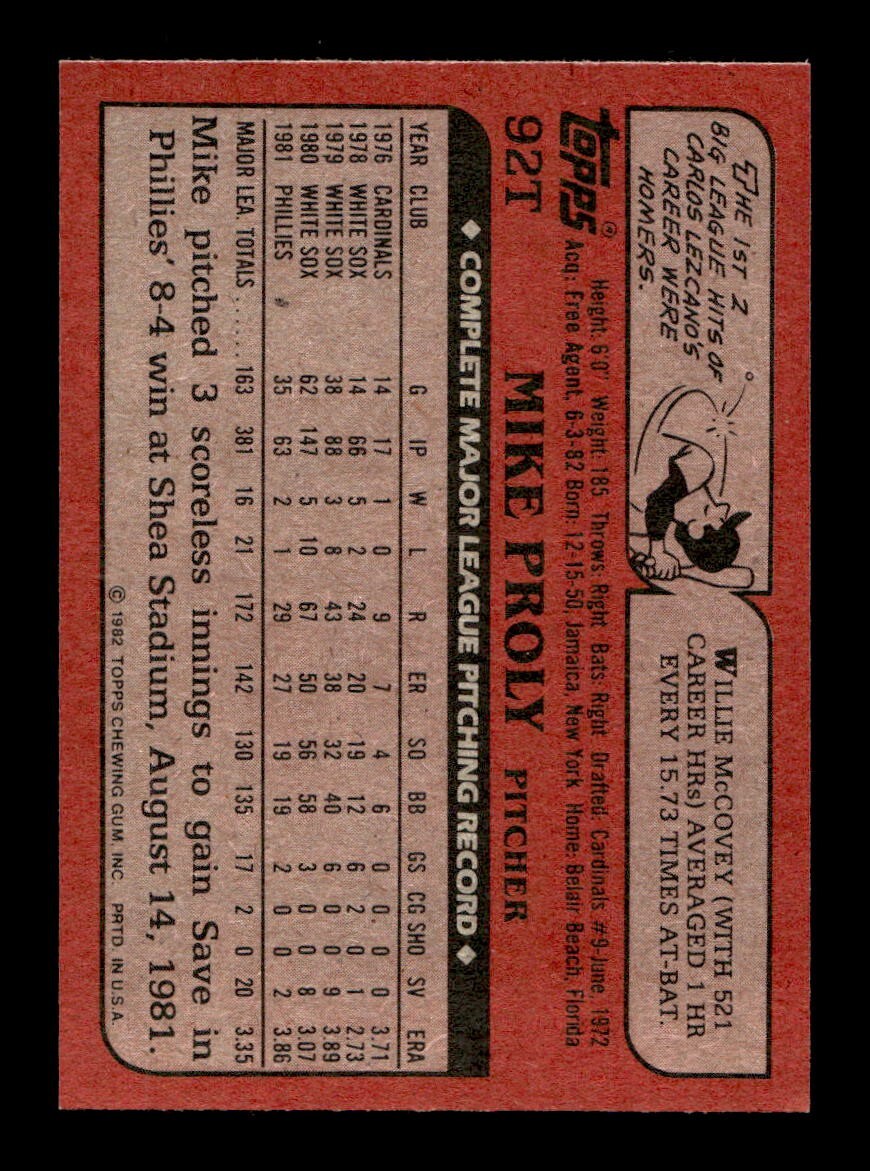 THE 1ST 2
BIG LEAGUE HITS OF
CARLOS LEZCANO'S
CAREER WERE
HOMERS.
WILLIE McCOVEY (WITH 521
CAREER HRs) AVERAGED 1 HR
EVERY 15.73 TIMES AT-BAT.
Topps®
Height: 6'0" Weight: 185 Throws: Right Bats: Right Drafted: Cardinals #9-June, 1972
Acq: Free Agent, 6-3-82 Born: 12-15-50, Jamaica, New York Home: Belair Beach, Florida
92T MIKE PROLY PITCHER
◆ COMPLETE MAJOR LEAGUE PITCHING RECORD ◆
YEAR CLUB G IP W L R ER SO BB GS CG SHO SV ERA
1976 CARDINALS 14 17 1 0 9 7 4 6 0 0 0 0 3.71
1978 WHITE SOX 14 66 5 2 24 20 19 12 6 2 0 1 2.73
1979 WHITE SOX 38 88 3 8 43 38 32 40 6 0 0 9 3.89
1980 WHITE SOX 62 147 5 10 67 50 56 58 3 0 0 8 3.07
1981 PHILLIES 35 63 2 1 29 27 19 19 2 0 0 2 3.86
MAJOR LEA. TOTALS ...... 163 381 16 21 172 142 130 135 17 2 0 20 3.35
Mike pitched 3 scoreless innings to gain Save in
Phillies' 8-4 win at Shea Stadium, August 14, 1981.
© 1982 TOPPS CHEWING GUM, INC. PRTD. IN U.S.A.